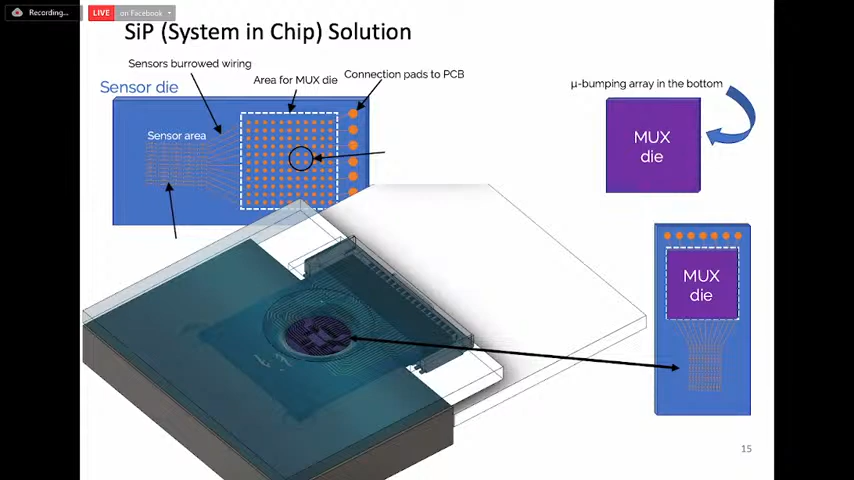 Recording...
LIVE on Facebook
SiP (System in Chip) Solution
Sensors burrowed wiring
Area for MUX die
Connection pads to PCB
Sensor die
Sensor area
μ-bumping array in the bottom
MUX
die
MUX
die
15